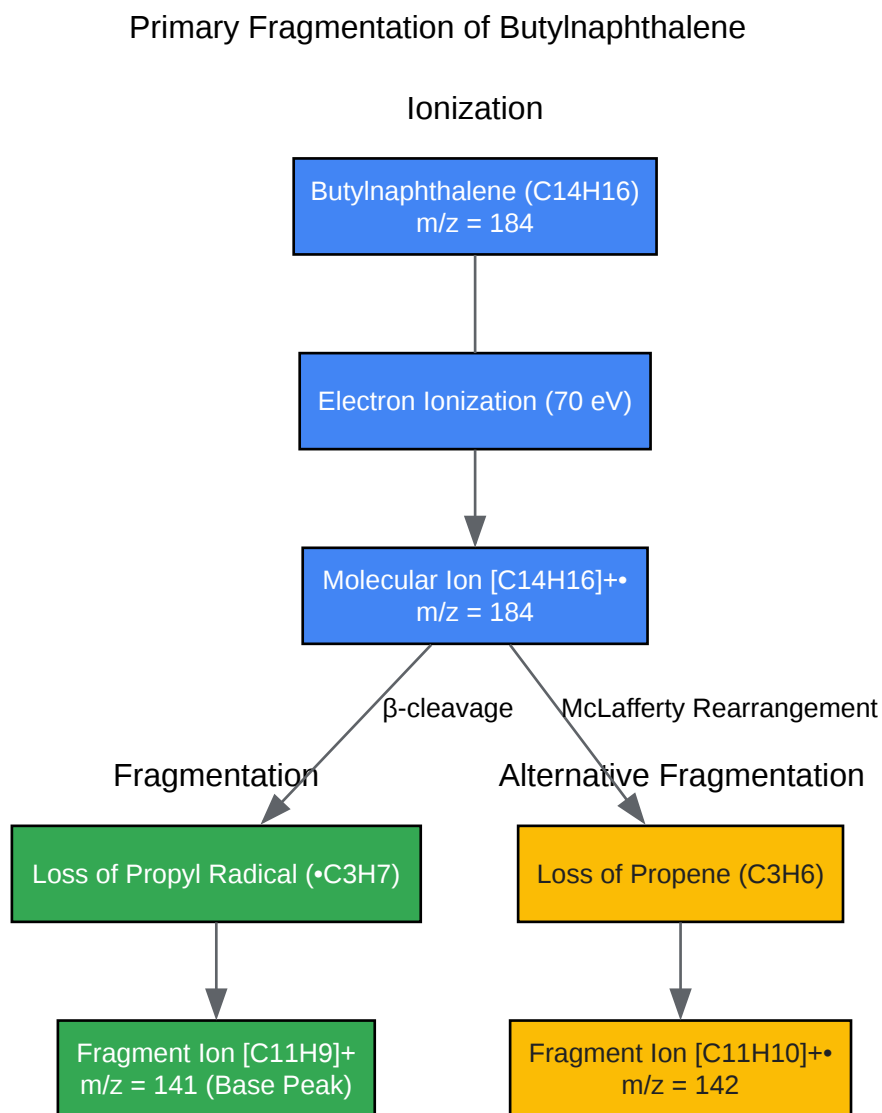 Primary Fragmentation of Butylnaphthalene
Ionization
Butylnaphthalene (C14H16)
m/z = 184
Electron Ionization (70 eV)
Molecular Ion [C14H16]+•
m/z = 184
β-cleavage
McLafferty Rearrangement
Fragmentation
Alternative Fragmentation
Loss of Propyl Radical (•C3H7)
Loss of Propene (C3H6)
Fragment Ion [C11H9]+
m/z = 141 (Base Peak)
Fragment Ion [C11H10]+•
m/z = 142